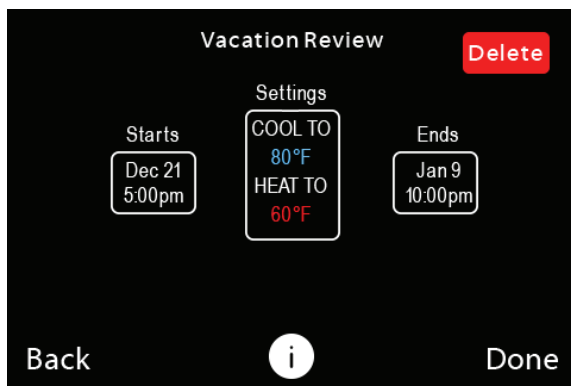 Vacation Review
Delete
Settings
Starts
COOL TO
80°F
HEAT TO
60°F
Ends
Dec 21
5:00pm
Jan 9
10:00pm
Back
i
Done